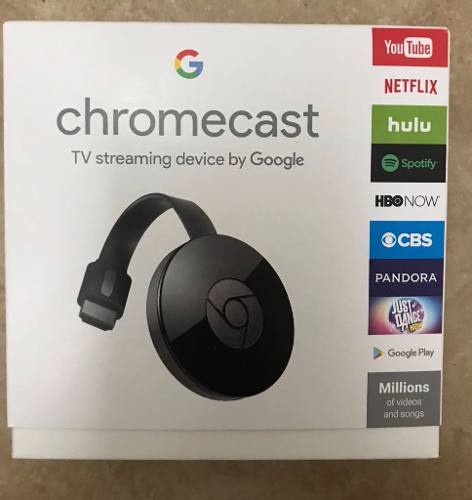 G
chromecast
TV streaming device by Google
YouTube
NETFLIX
hulu
Spotify
HBO NOW
CBS
PANDORA
JUST
DANCE
NOW
Google Play
Millions
of videos
and songs